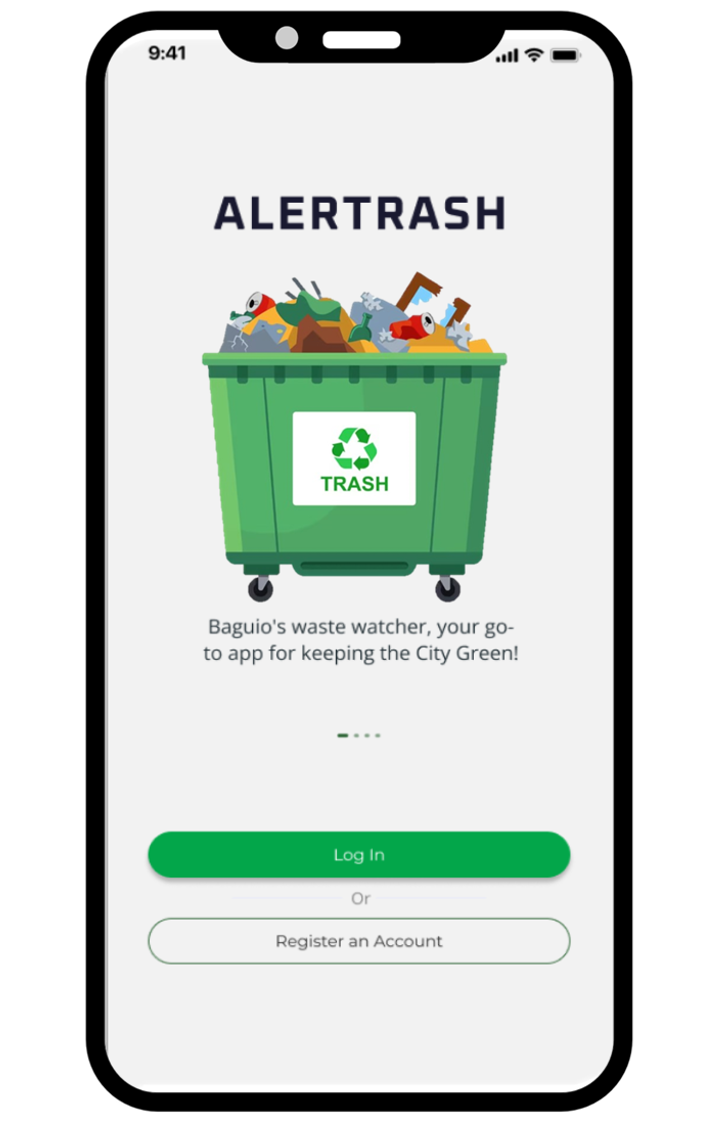 9:41
ALERTRASH
TRASH
Baguio's waste watcher, your go-
to app for keeping the City Green!
Log In
Or
Register an Account